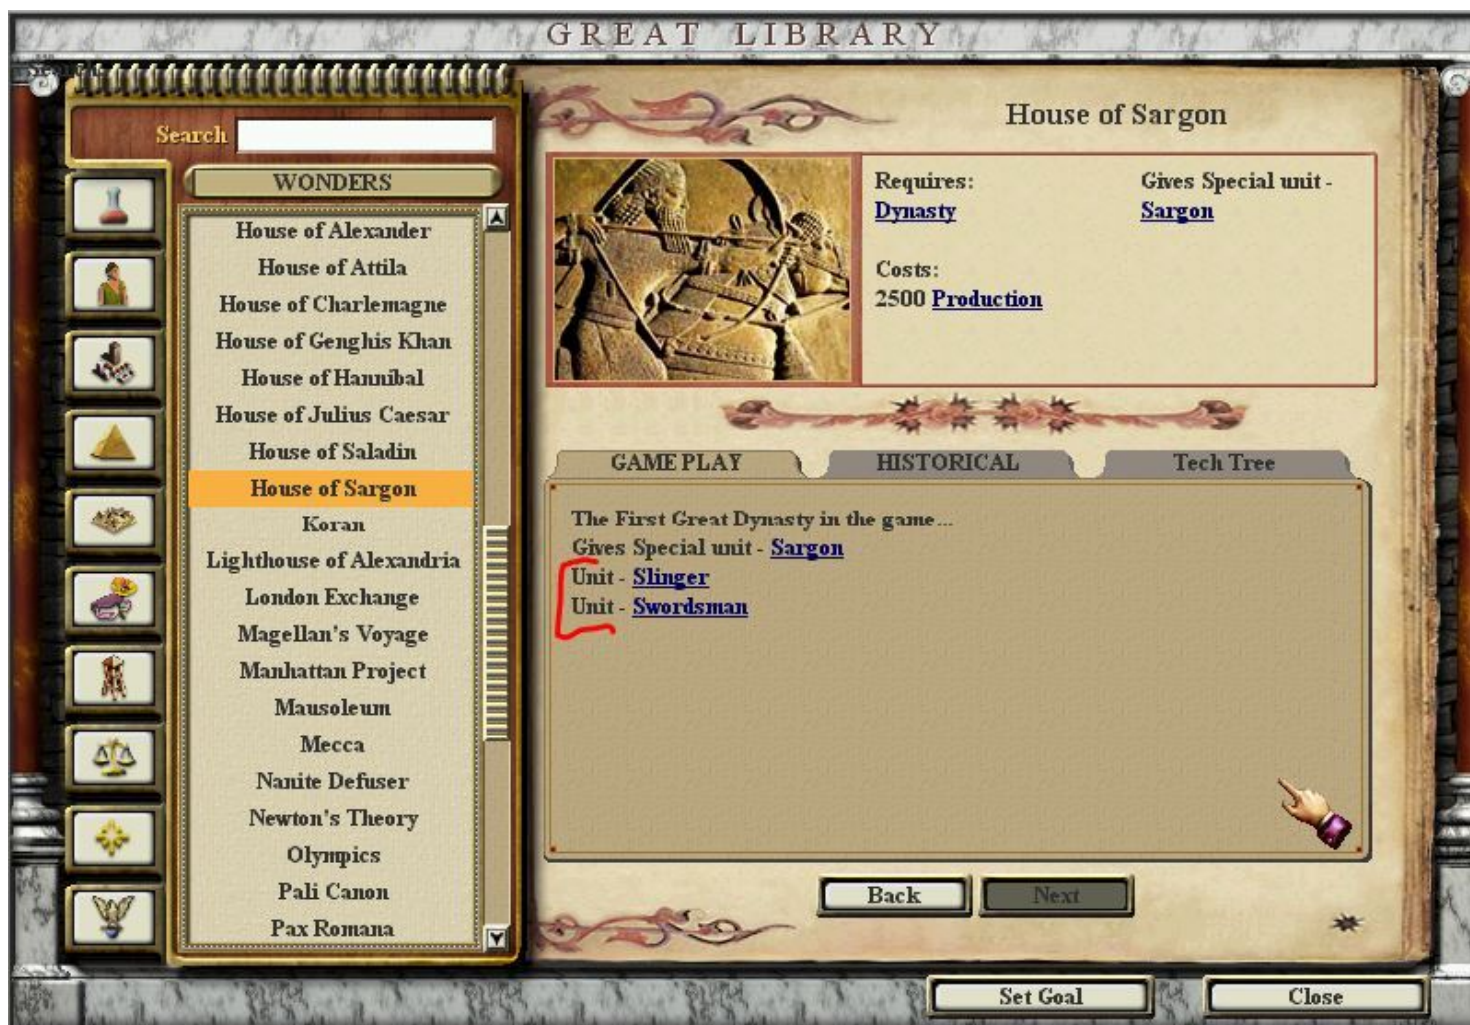 GREAT LIBRARY
Search
WONDERS
House of Alexander
House of Attila
House of Charlemagne
House of Genghis Khan
House of Hannibal
House of Julius Caesar
House of Saladin
House of Sargon
Koran
Lighthouse of Alexandria
London Exchange
Magellan's Voyage
Manhattan Project
Mausoleum
Mecca
Nanite Defuser
Newton's Theory
Olympics
Pali Canon
Pax Romana
House of Sargon
Requires:
Dynasty
Costs:
2500 Production
Gives Special unit -
Sargon
GAME PLAY
HISTORICAL
Tech Tree
The First Great Dynasty in the game...
Gives Special unit - Sargon
Unit - Slinger
Unit - Swordsman
Back
Next
Set Goal
Close